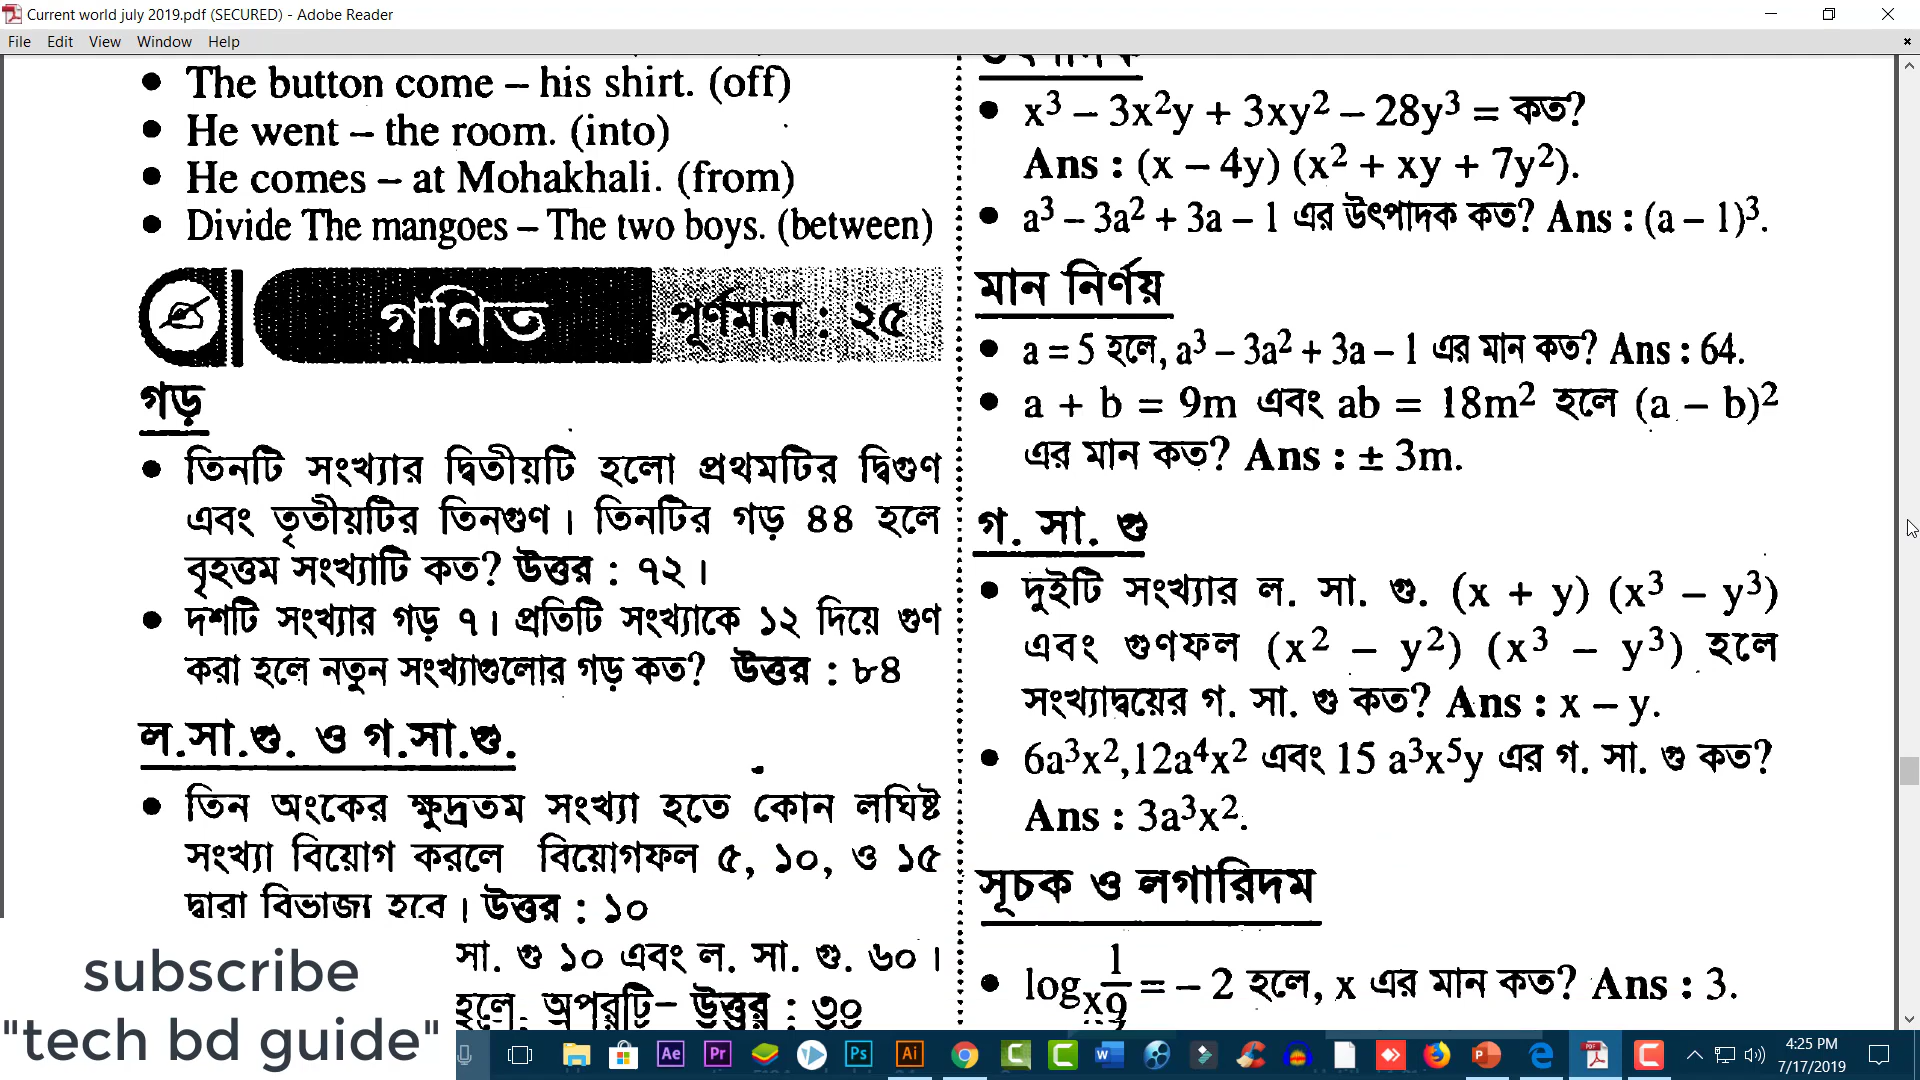 Current world july 2019.pdf (SECURED) - Adobe Reader
File Edit View Window Help
The button come – his shirt. (off)
He went – the room. (into)
He comes – at Mohakhali. (from)
Divide The mangoes – The two boys. (between)
গণিত পূর্ণমান : ২৫
গড়
তিনটি সংখ্যার দ্বিতীয়টি হলো প্রথমটির দ্বিগুণ
এবং তৃতীয়টির তিনগুণ। তিনটির গড় ৪৪ হলে
বৃহত্তম সংখ্যাটি কত? উত্তর : ৭২।
দশটি সংখ্যার গড় ৭। প্রতিটি সংখ্যাকে ১২ দিয়ে গুণ
করা হলে নতুন সংখ্যাগুলোর গড় কত? উত্তর : ৮৪
ল.সা.গু. ও গ.সা.গু.
তিন অংকের ক্ষুদ্রতম সংখ্যা হতে কোন লঘিষ্ট
সংখ্যা বিয়োগ করলে বিয়োগফল ৫, ১০, ও ১৫
দ্বারা বিভাজ্য হবে। উত্তর : ১০
সা. গু ১০ এবং ল. সা. গু. ৬০।
হলে, অপরটি– উত্তর : ৩০
x³ – 3x²y + 3xy² – 28y³ = কত?
Ans : (x – 4y) (x² + xy + 7y²).
a³ – 3a² + 3a – 1 এর উৎপাদক কত? Ans : (a – 1)³.
মান নির্ণয়
a = 5 হলে, a³ – 3a² + 3a – 1 এর মান কত? Ans : 64.
a + b = 9m এবং ab = 18m² হলে (a – b)²
এর মান কত? Ans : ± 3m.
গ. সা. গু
দুইটি সংখ্যার ল. সা. গু. (x + y) (x³ – y³)
এবং গুণফল (x² – y²) (x³ – y³) হলে
সংখ্যাদ্বয়ের গ. সা. গু কত? Ans : x – y.
6a³x²,12a⁴x² এবং 15 a³x⁵y এর গ. সা. গু কত?
Ans : 3a³x².
সূচক ও লগারিদম
logₓ 1/9 = – 2 হলে, x এর মান কত? Ans : 3.
subscribe
"tech bd guide"
4:25 PM
7/17/2019